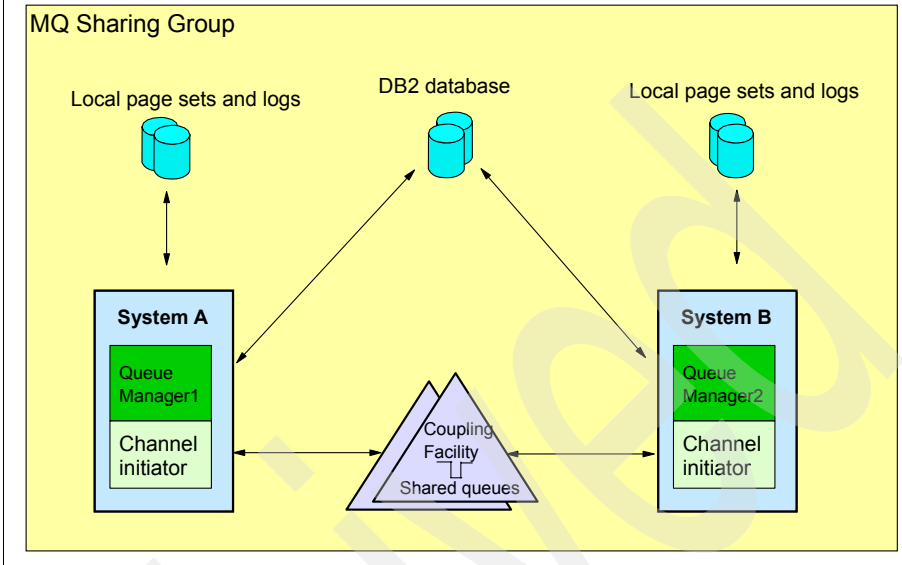 MQ Sharing Group
Local page sets and logs
DB2 database
Local page sets and logs
System A
Queue
Manager1
Channel
initiator
Coupling
Facility
Shared queues
System B
Queue
Manager2
Channel
initiator